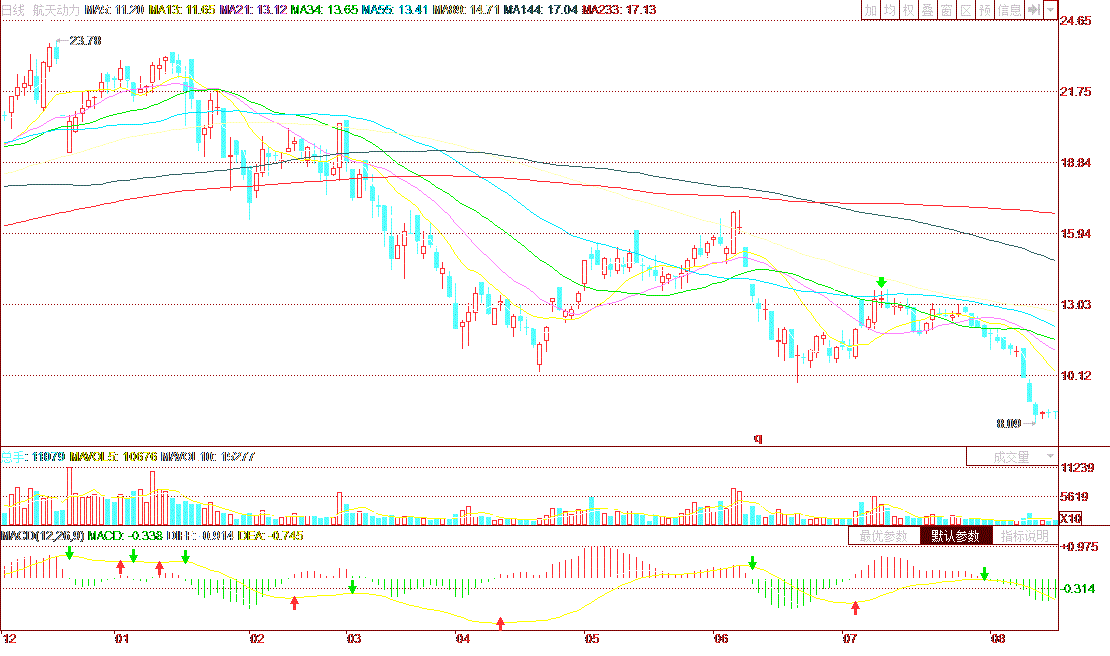 日线 航天动力 MA5: 11.20 MA13: 11.65 MA21: 13.12 MA34: 13.65 MA55: 13.41 MA89: 14.71 MA144: 17.04 MA233: 17.13
加 均 权 叠 窗 区 预 信息
24.65
23.78
21.75
18.84
15.94
13.03
10.12
q
总手: 11079 MAVOL5: 10676 MAVOL10: 15277
成交量
11239
5619
X10
MACD(12,26,9) MACD: -0.338 DIFF: -0.914 DEA: -0.745
最优参数 默认参数 指标说明
+0.975
-0.314
12 01 02 03 04 05 06 07 08